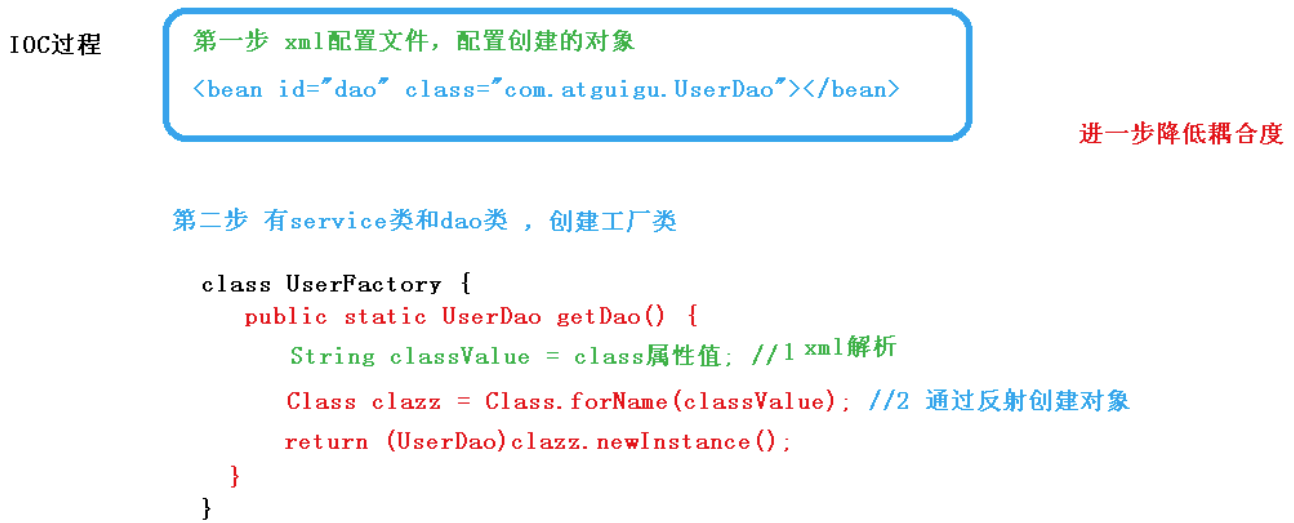 IOC过程
第一步 xml配置文件，配置创建的对象
<bean id="dao" class="com.atguigu.UserDao"></bean>
进一步降低耦合度
第二步 有service类和dao类 ，创建工厂类
class UserFactory {
public static UserDao getDao() {
String classValue = class属性值; //1 xml解析
Class clazz = Class.forName(classValue); //2 通过反射创建对象
return (UserDao)clazz.newInstance();
}
}